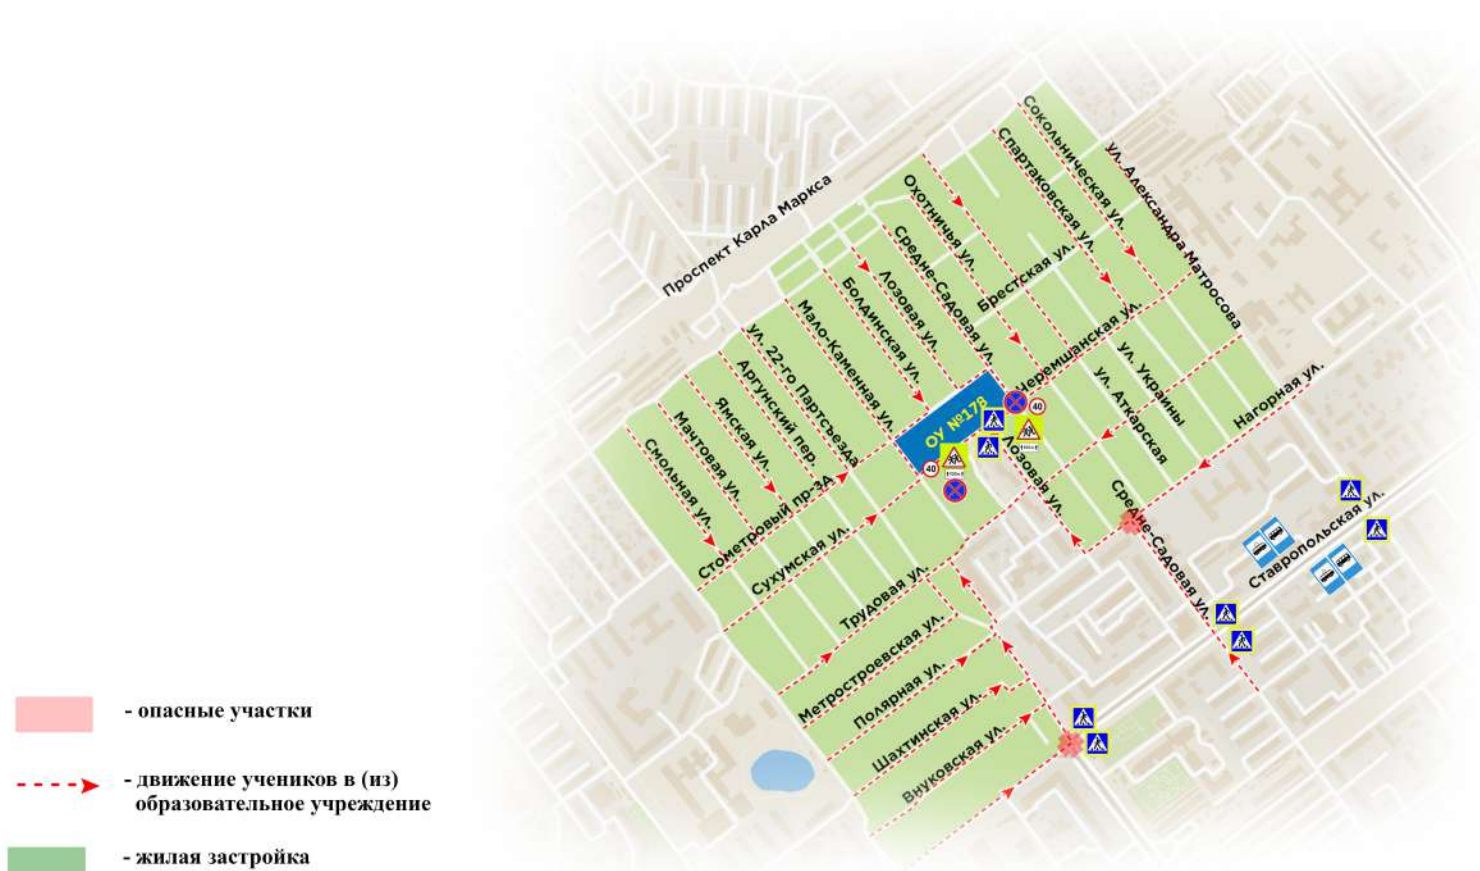 Проспект Карла Маркса
Сокольническая ул.
Спартаковская ул.
ул. Александра Матросова
Охотничья ул.
Средне-Садовая ул.
Брестская ул.
Лозовая ул.
Болдинская ул.
Мало-Каменная ул.
ул. 22-го Партсъезда
Аргунский пер.
Ямская ул.
Мачтовая ул.
Смольная ул.
Черемшанская ул.
ул. Украины
ул. Аткарская
Нагорная ул.
ОУ №178
40
40
Лозовая ул.
Средне-Садовая ул.
Стометровый пр-зд
Сухумская ул.
Трудовая ул.
Ставропольская ул.
Метростроевская ул.
Полярная ул.
Шахтинская ул.
Внуковская ул.
- опасные участки
- движение учеников в (из)
образовательное учреждение
- жилая застройка